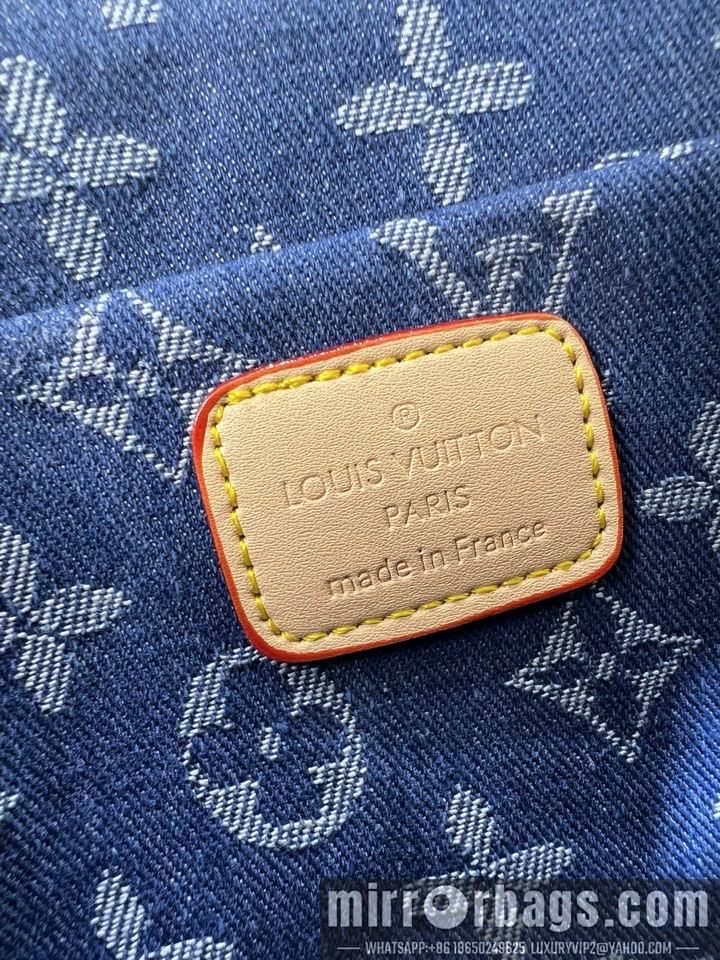 ®
LOUIS VUITTON
PARIS
made in France
mirrorbags.com
WHATSAPP:+86 18650249625 LUXURYVIP2@YAHOO.COM